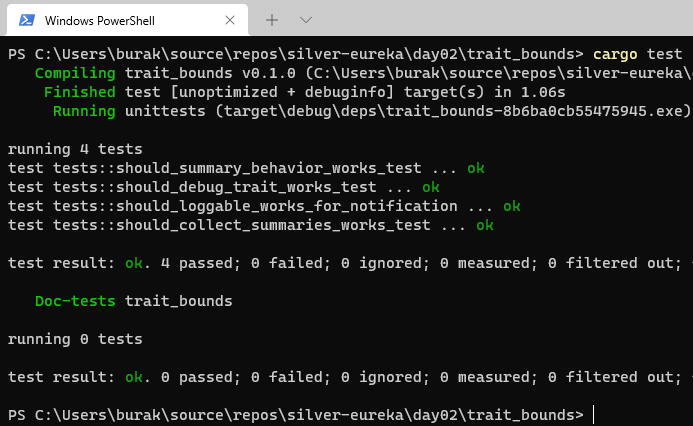 Windows PowerShell
PS C:\Users\burak\source\repos\silver-eureka\day02\trait_bounds> cargo test
   Compiling trait_bounds v0.1.0 (C:\Users\burak\source\repos\silver-eureka\
    Finished test [unoptimized + debuginfo] target(s) in 1.06s
     Running unittests (target\debug\deps\trait_bounds-8b6ba0cb55475945.exe)

running 4 tests
test tests::should_summary_behavior_works_test ... ok
test tests::should_debug_trait_works_test ... ok
test tests::should_loggable_works_for_notification ... ok
test tests::should_collect_summaries_works_test ... ok

test result: ok. 4 passed; 0 failed; 0 ignored; 0 measured; 0 filtered out;

   Doc-tests trait_bounds

running 0 tests

test result: ok. 0 passed; 0 failed; 0 ignored; 0 measured; 0 filtered out;

PS C:\Users\burak\source\repos\silver-eureka\day02\trait_bounds>